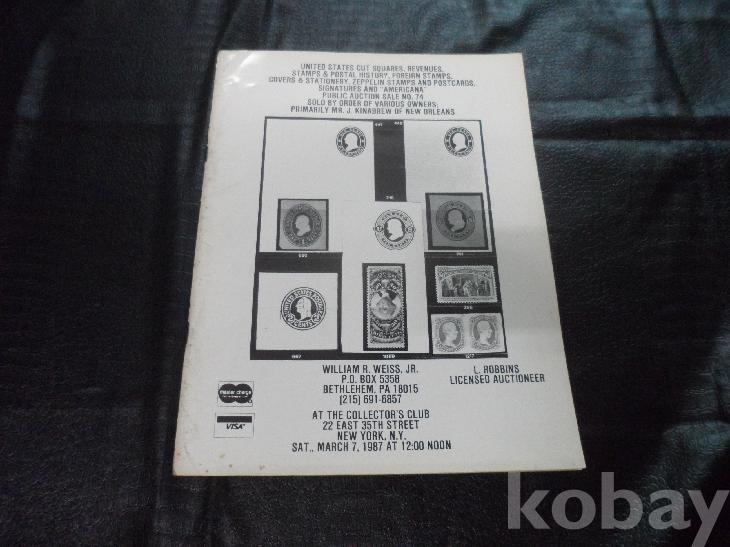 UNITED STATES CUT SQUARES, REVENUES,
STAMPS & POSTAL HISTORY, FOREIGN STAMPS,
COVERS & STATIONERY, ZEPPELIN STAMPS AND POSTCARDS,
SIGNATURES AND "AMERICANA"
PUBLIC AUCTION SALE NO. 74
SOLD BY ORDER OF VARIOUS OWNERS;
PRIMARILY MR. J. KINABREW OF NEW ORLEANS
WILLIAM R. WEISS, JR.
P.O. BOX 5358
BETHLEHEM, PA 18015
(215) 691-6857
L. ROBBINS
LICENSED AUCTIONEER
master charge
VISA
AT THE COLLECTOR'S CLUB
22 EAST 35TH STREET
NEW YORK, N.Y.
SAT., MARCH 7, 1987 AT 12:00 NOON
kobay